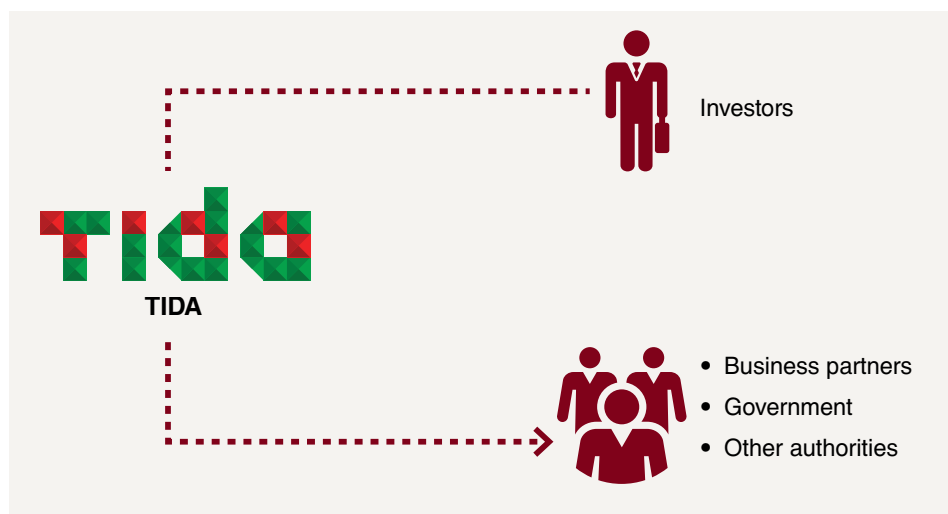 Investors
TIDA
TIDA
• Business partners
• Government
• Other authorities